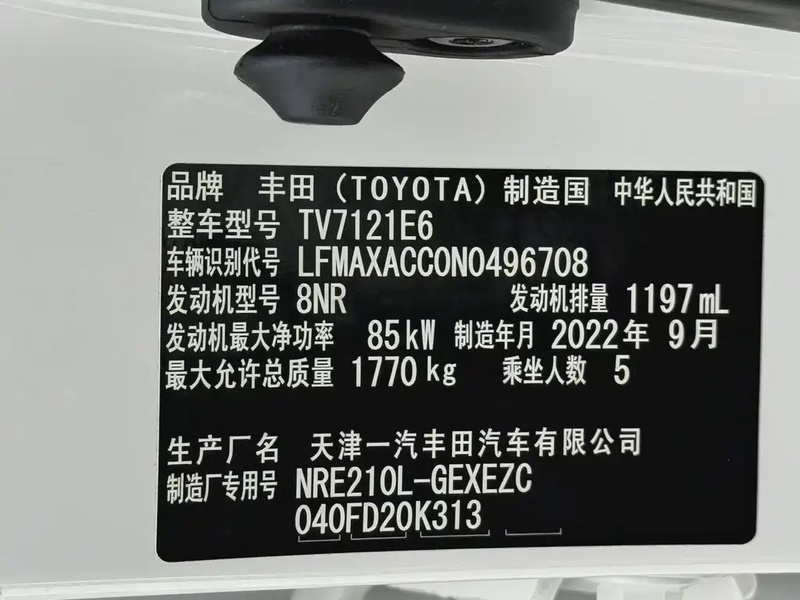 品牌 丰田（TOYOTA）制造国 中华人民共和国
整车型号 TV7121E6
车辆识别代号 LFMAXACC0N0496708
发动机型号 8NR 发动机排量 1197mL
发动机最大净功率 85kW 制造年月 2022年 9月
最大允许总质量 1770kg 乘坐人数 5
生产厂名 天津一汽丰田汽车有限公司
制造厂专用号 NRE210L-GEXEZC
040FD20K313